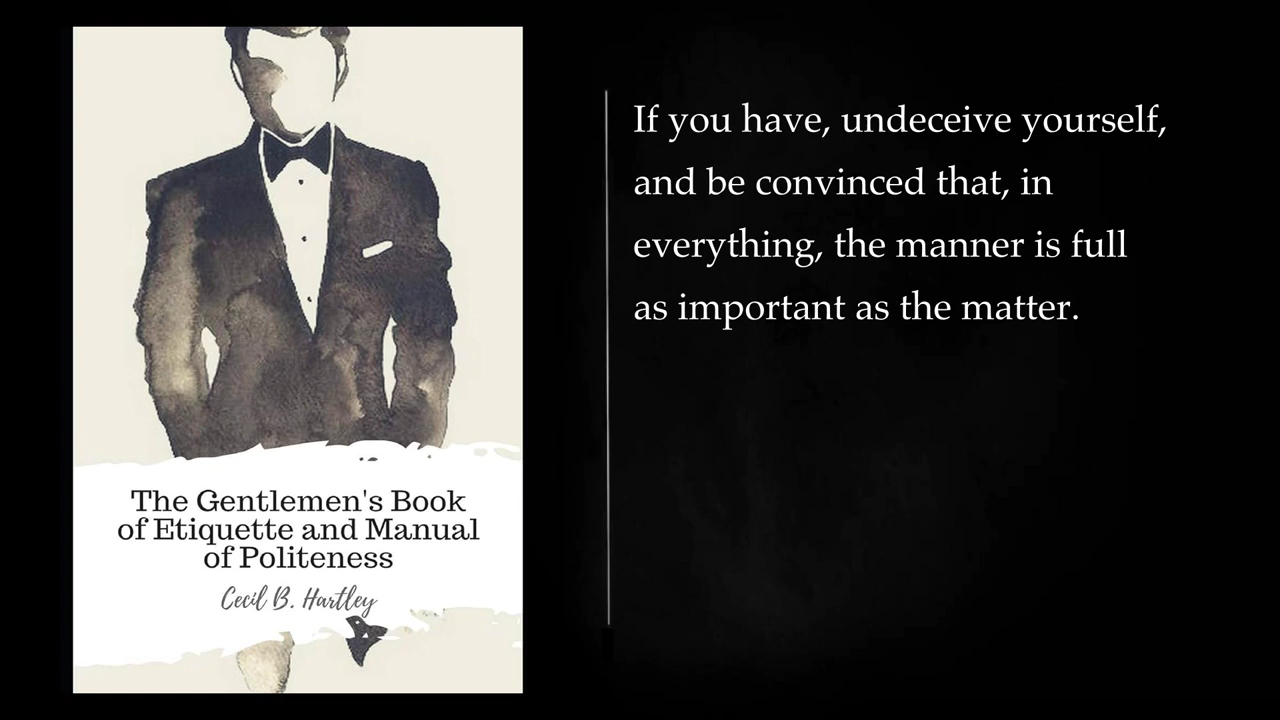 The Gentlemen's Book
of Etiquette and Manual
of Politeness
Cecil B. Hartley
If you have, undeceive yourself,
and be convinced that, in
everything, the manner is full
as important as the matter.